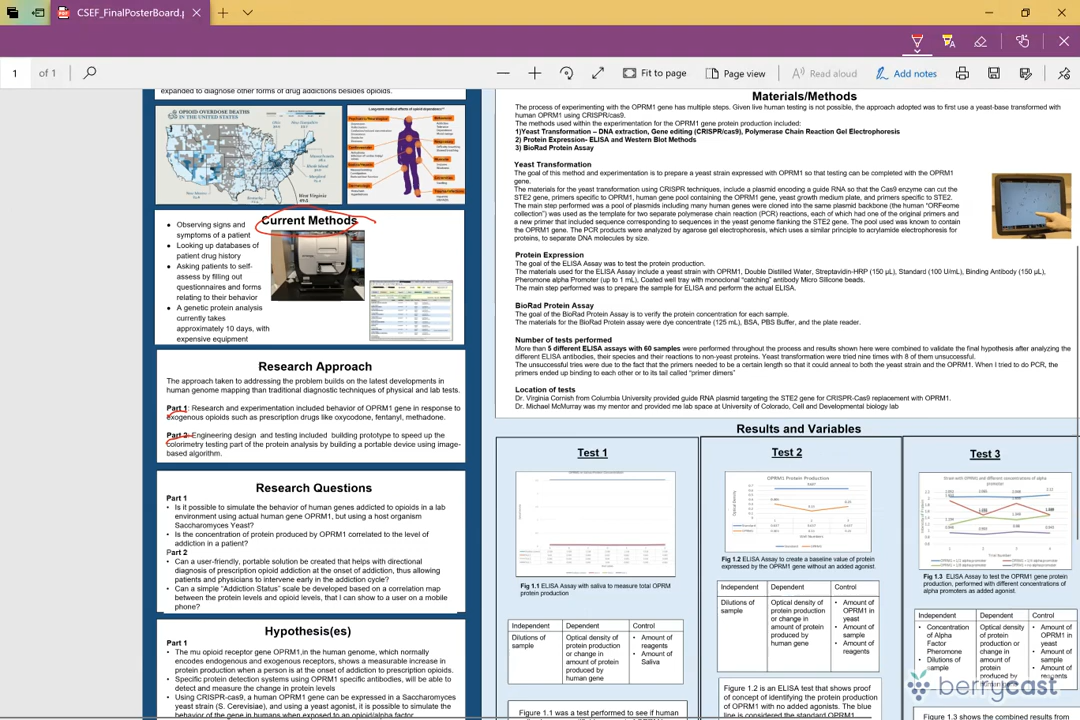 CSEF_FinalPosterBoard.p
1
of 1
Fit to page
Page view
Read aloud
Add notes
expanded to diagnose other forms of drug addictions besides opioids.
OPIOID OVERDOSE DEATHS
IN THE UNITED STATES
Massachusetts
West Virginia
Current Methods
• Observing signs and
symptoms of a patient
• Looking up databases of
patient drug history
• Asking patients to self-
assess by filling out
questionnaires and forms
relating to their behavior
• A genetic protein analysis
currently takes
approximately 10 days, with
expensive equipment
Research Approach
The approach taken to addressing the problem builds on the latest developments in
human genome mapping than traditional diagnostic techniques of physical and lab tests.
Part 1: Research and experimentation included behavior of OPRM1 gene in response to
exogenous opioids such as prescription drugs like oxycodone, fentanyl, methadone.
Part 2: Engineering design and testing included building prototype to speed up the
colorimetry testing part of the protein analysis by building a portable device using image-
based algorithm.
Research Questions
Part 1
• Is it possible to simulate the behavior of human genes addicted to opioids in a lab
environment using actual human gene OPRM1, but using a host organism
Saccharomyces Yeast?
• Is the concentration of protein produced by OPRM1 correlated to the level of
addiction in a patient?
Part 2
• Can a user-friendly, portable solution be created that helps with directional
diagnosis of prescription opioid addiction at the onset of addiction, thus allowing
patients and physicians to intervene early in the addiction cycle?
• Can a simple “Addiction Status” scale be developed based on a correlation map
between the protein levels and opioid levels, that I can show to a user on a mobile
phone?
Hypothesis(es)
Part 1
• The mu opioid receptor gene OPRM1,in the human genome, which normally
encodes endogenous and exogenous receptors, shows a measurable increase in
protein production when a person is at the onset of addiction to prescription opioids.
• Specific protein detection systems using OPRM1 specific antibodies, will be able to
detect and measure the change in protein levels
• Using CRISPR-cas9, a human OPRM1 gene can be expressed in a Saccharomyces
yeast strain (S. Cerevisiae), and using a yeast agonist, it is possible to simulate the
behavior of the gene in humans when exposed to an opioid(alpha factor
Materials/Methods
The process of experimenting with the OPRM1 gene has multiple steps. Given live human testing is not possible, the approach adopted was to first use a yeast-base transformed with
human OPRM1 using CRISPR/cas9.
The methods used within the experimentation for the OPRM1 gene protein production included:
1)Yeast Transformation – DNA extraction, Gene editing (CRISPR/cas9), Polymerase Chain Reaction Gel Electrophoresis
2) Protein Expression- ELISA and Western Blot Methods
3) BioRad Protein Assay
Yeast Transformation
The goal of this method and experimentation is to prepare a yeast strain expressed with OPRM1 so that testing can be completed with the OPRM1
gene.
The materials for the yeast transformation using CRISPR techniques, include a plasmid encoding a guide RNA so that the Cas9 enzyme can cut the
STE2 gene, primers specific to OPRM1, human gene pool containing the OPRM1 gene, yeast growth medium plate, and primers specific to STE2.
The main step performed was a pool of plasmids including many human genes were cloned into the same plasmid backbone (the human “ORFeome
collection”) was used as the template for two separate polymerase chain reaction (PCR) reactions, each of which had one of the original primers and
a new primer that included sequence corresponding to sequences in the yeast genome flanking the STE2 gene. The pool used was known to contain
the OPRM1 gene. The PCR products were analyzed by agarose gel electrophoresis, which uses a similar principle to acrylamide electrophoresis for
proteins, to separate DNA molecules by size.
Protein Expression
The goal of the ELISA Assay was to test the protein production.
The materials used for the ELISA Assay include a yeast strain with OPRM1, Double Distilled Water, Streptavidin-HRP (150 μL), Standard (100 U/mL), Binding Antibody (150 μL),
Pheromone alpha Promoter (up to 1 mL), Coated well tray with monoclonal “catching” antibody Micro Silicone beads.
The main step performed was to prepare the sample for ELISA and perform the actual ELISA.
BioRad Protein Assay
The goal of the BioRad Protein Assay is to verify the protein concentration for each sample.
The materials for the BioRad Protein assay were dye concentrate (125 mL), BSA, PBS Buffer, and the plate reader.
Number of tests performed
More than 5 different ELISA assays with 60 samples were performed throughout the process and results shown here were combined to validate the final hypothesis after analyzing the
different ELISA antibodies, their species and their reactions to non-yeast proteins. Yeast transformation were tried nine times with 8 of them unsuccessful.
The unsuccessful tries were due to the fact that the primers needed to be a certain length so that it could anneal to both the yeast strain and the OPRM1. When I tried to do PCR, the
primers ended up binding to each other or to its tail called “primer dimers”
Location of tests
Dr. Virginia Cornish from Columbia University provided guide RNA plasmid targeting the STE2 gene for CRISPR-Cas9 replacement with OPRM1.
Dr. Michael McMurray was my mentor and provided me lab space at University of Colorado, Cell and Developmental biology lab
Results and Variables
Test 1
Fig 1.1 ELISA Assay with saliva to measure total OPRM
protein production
Independent Dependent Control
Dilutions of
sample
Optical density
of protein
production
or change in
amount of protein
produced by
human gene
• Amount of
reagents
• Amount of
Saliva
Figure 1.1 was a test performed to see if human
Test 2
OPRM1 Protein Production
Fig 1.2 ELISA Assay to create a baseline value of protein
expressed by the OPRM1 gene without an added agonist.
Independent Dependent Control
Dilutions of
sample
Optical density
of protein
production
or change in
amount of protein
produced by
human gene
• Amount of
OPRM1 in
yeast
• Amount of
sample
• Amount of
reagents
Figure 1.2 is an ELISA test that shows proof
of concept of identifying the protein production
of OPRM1 with no added agonists. The blue
line is considered the standard OPRM1
Test 3
Strain with OPRM1 and different concentrations of alpha
promoter
Fig 1.3 ELISA Assay to test the OPRM1 gene protein
production, performed with different concentrations of
alpha promoters as added agonist.
Independent Dependent Control
• Concentration
of Alpha
Factor
Pheromone
• Dilutions of
sample
Optical density
of protein
production
or change in
amount of
protein
produced by
• Amount of
OPRM1 in
yeast
• Amount of
sample
• Amount of
reagents
Figure 1.3 shows the combined results from
berrycast